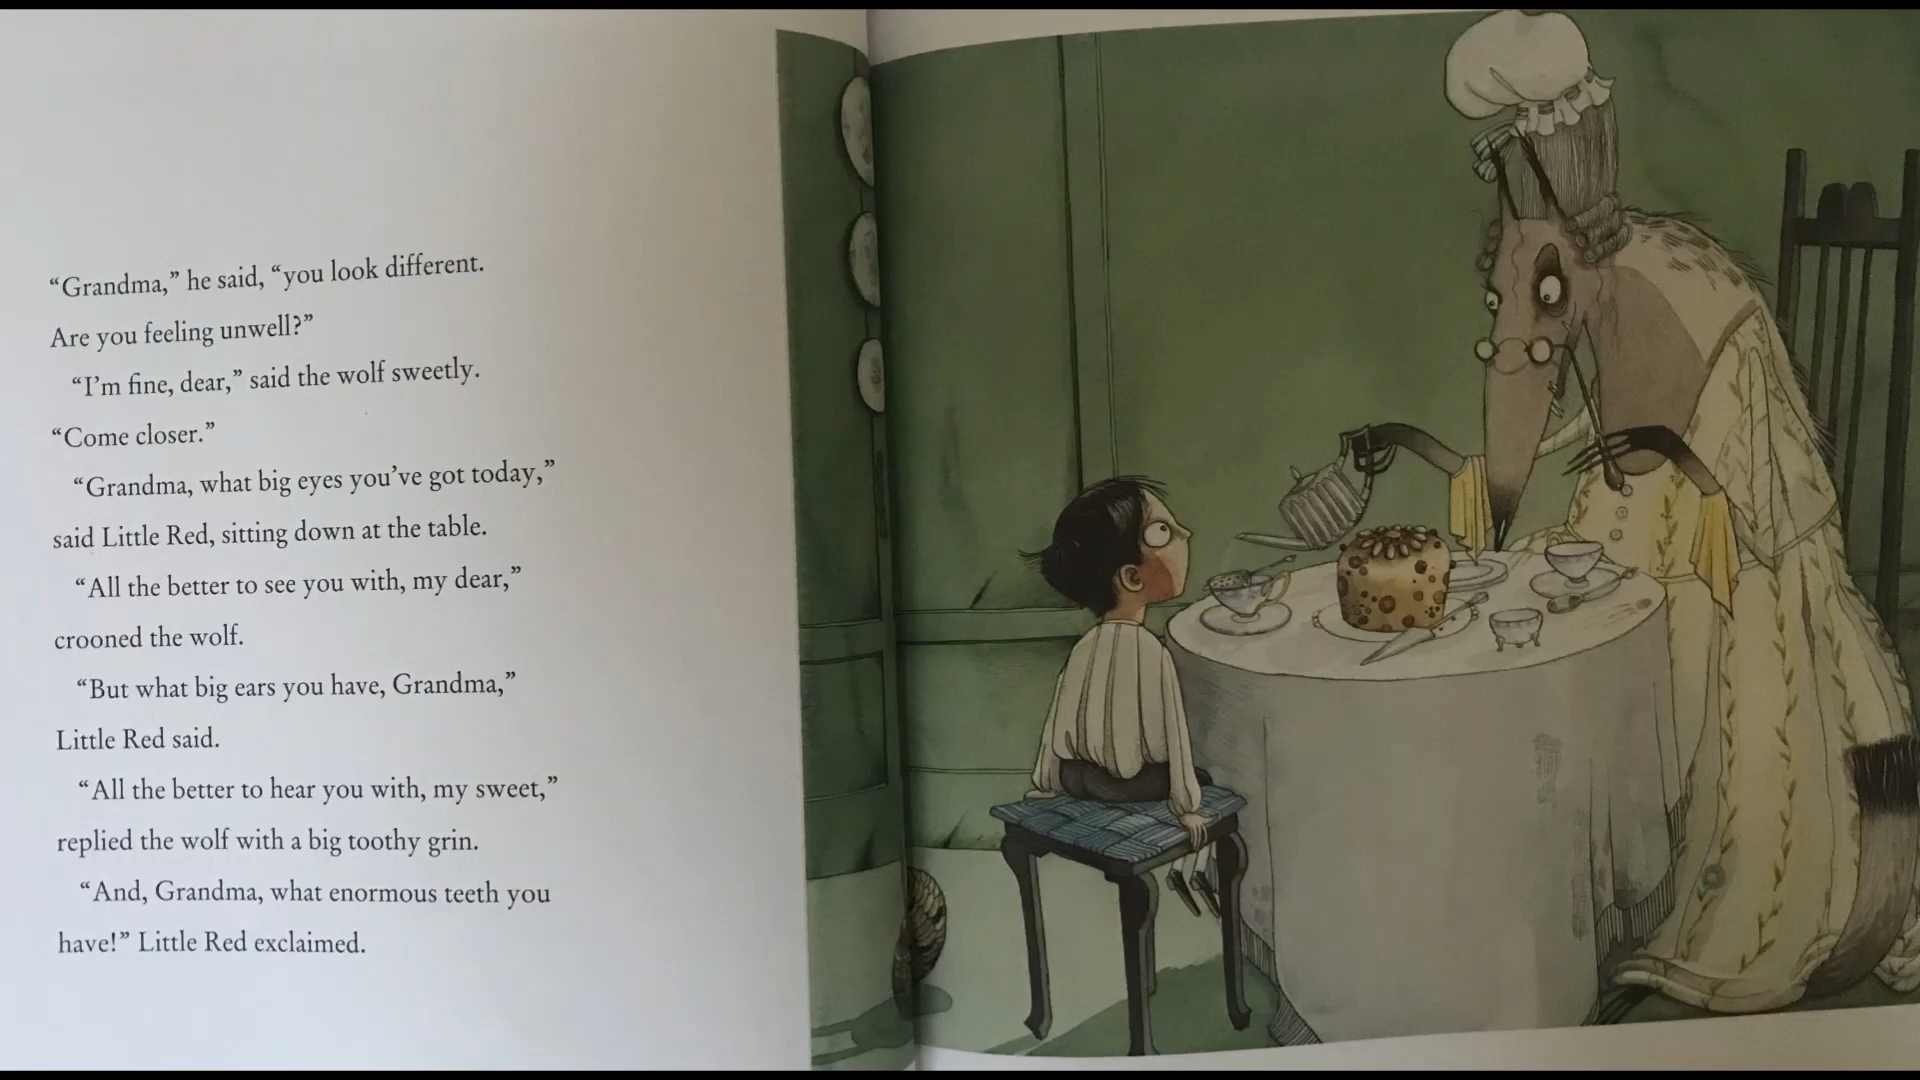 “Grandma,” he said, “you look different.
Are you feeling unwell?”
“I’m fine, dear,” said the wolf sweetly.
“Come closer.”
“Grandma, what big eyes you’ve got today,”
said Little Red, sitting down at the table.
“All the better to see you with, my dear,”
crooned the wolf.
“But what big ears you have, Grandma,”
Little Red said.
“All the better to hear you with, my sweet,”
replied the wolf with a big toothy grin.
“And, Grandma, what enormous teeth you
have!” Little Red exclaimed.